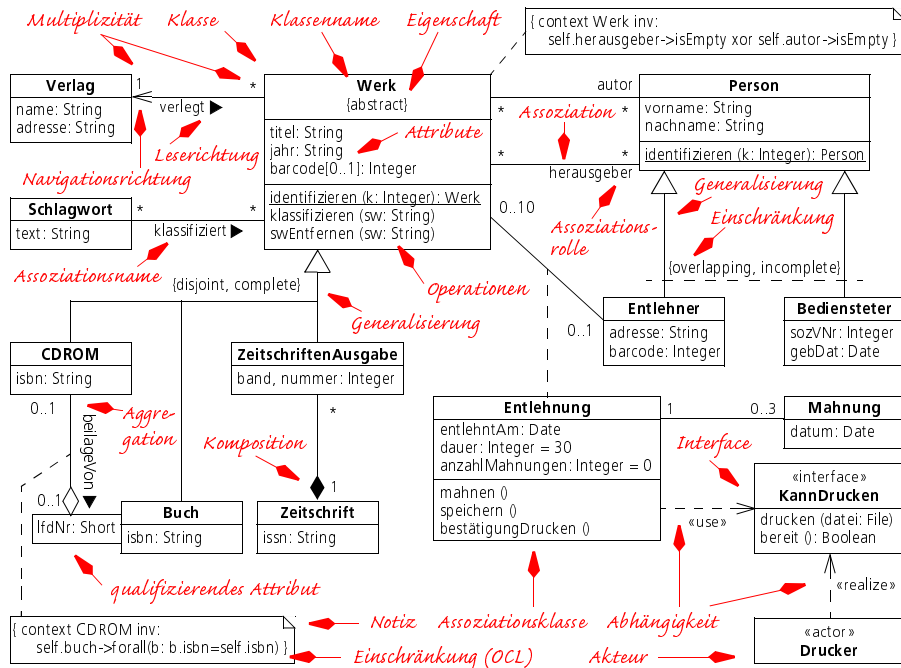 Multiplizität
Klasse
Klassenname
Eigenschaft
{ context Werk inv:
self.herausgeber->isEmpty xor self.autor->isEmpty }
Verlag
name: String
adresse: String
1
*
verlegt
Leserichtung
Navigationsrichtung
Werk
{abstract}
titel: String
jahr: String
barcode[0..1]: Integer
identifizieren (k: Integer): Werk
klassifizieren (sw: String)
swEntfernen (sw: String)
Attribute
autor
*
*
Assoziation
*
*
herausgeber
Person
vorname: String
nachname: String
identifizieren (k: Integer): Person
Generalisierung
Einschränkung
Assoziations-
rolle
Schlagwort
text: String
*
*
klassifiziert
Assoziationsname
0..10
Operationen
{overlapping, incomplete}
{disjoint, complete}
Generalisierung
0..1
Entlehner
adresse: String
barcode: Integer
Bediensteter
sozVNr: Integer
gebDat: Date
CDROM
isbn: String
ZeitschriftenAusgabe
band, nummer: Integer
0..1
beilageVon
Aggre-
gation
*
Komposition
1
0..1
lfdNr: Short
Buch
isbn: String
Zeitschrift
issn: String
Entlehnung
entlehntAm: Date
dauer: Integer = 30
anzahlMahnungen: Integer = 0
mahnen ()
speichern ()
bestätigungDrucken ()
1
0..3
Mahnung
datum: Date
Interface
«interface»
KannDrucken
drucken (datei: File)
bereit (): Boolean
«use»
«realize»
qualifizierendes Attribut
{ context CDROM inv:
self.buch->forall(b: b.isbn=self.isbn) }
Notiz
Assoziationsklasse
Abhängigkeit
Einschränkung (OCL)
Akteur
«actor»
Drucker